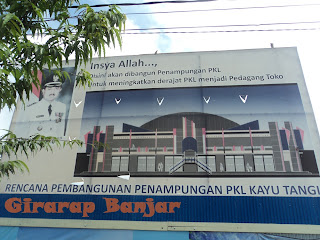 Insya Allah....,
Disini akan dibangun Penampungan PKL
Untuk meningkatkan derajat PKL menjadi Pedagang Toko
RENCANA PEMBANGUNAN PENAMPUNGAN PKL KAYU TANGI
Girarap Banjar